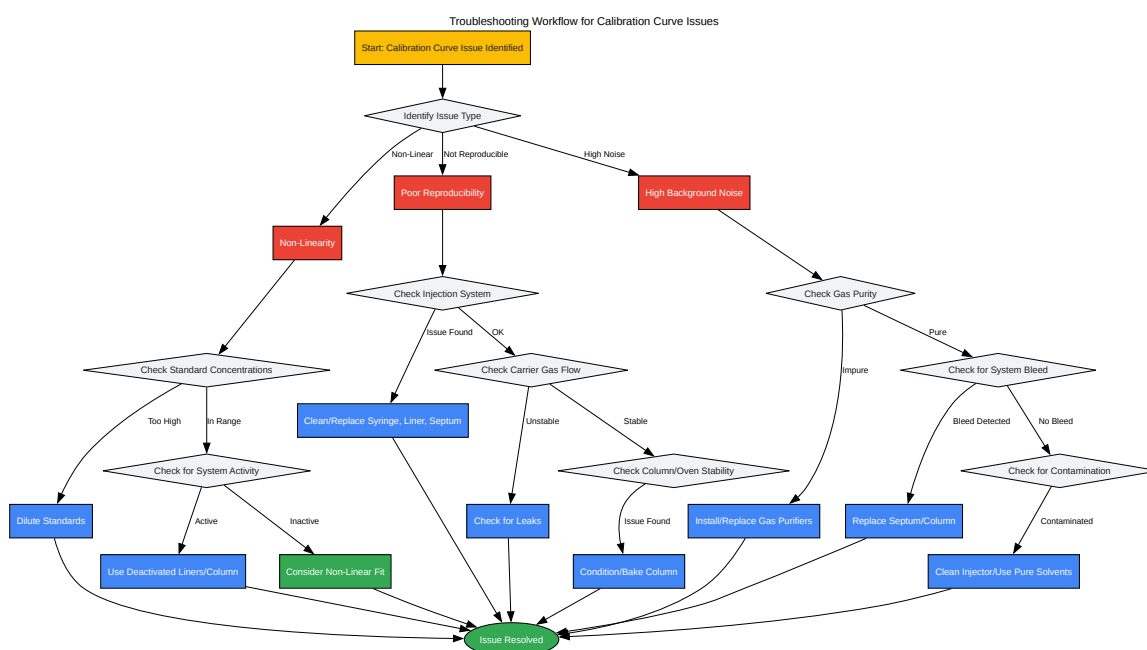 Troubleshooting Workflow for Calibration Curve Issues
Start: Calibration Curve Issue Identified
Identify Issue Type
Non-Linear
Not Reproducible
High Noise
Poor Reproducibility
High Background Noise
Non-Linearity
Check Injection System
Check Gas Purity
Issue Found
OK
Pure
Check Standard Concentrations
Check Carrier Gas Flow
Impure
Check for System Bleed
Too High
In Range
Clean/Replace Syringe, Liner, Septum
Unstable
Stable
Bleed Detected
No Bleed
Check for System Activity
Check Column/Oven Stability
Check for Contamination
Dilute Standards
Active
Inactive
Check for Leaks
Issue Found
Install/Replace Gas Purifiers
Replace Septum/Column
Contaminated
Use Deactivated Liners/Column
Consider Non-Linear Fit
Condition/Bake Column
Clean Injector/Use Pure Solvents
Issue Resolved